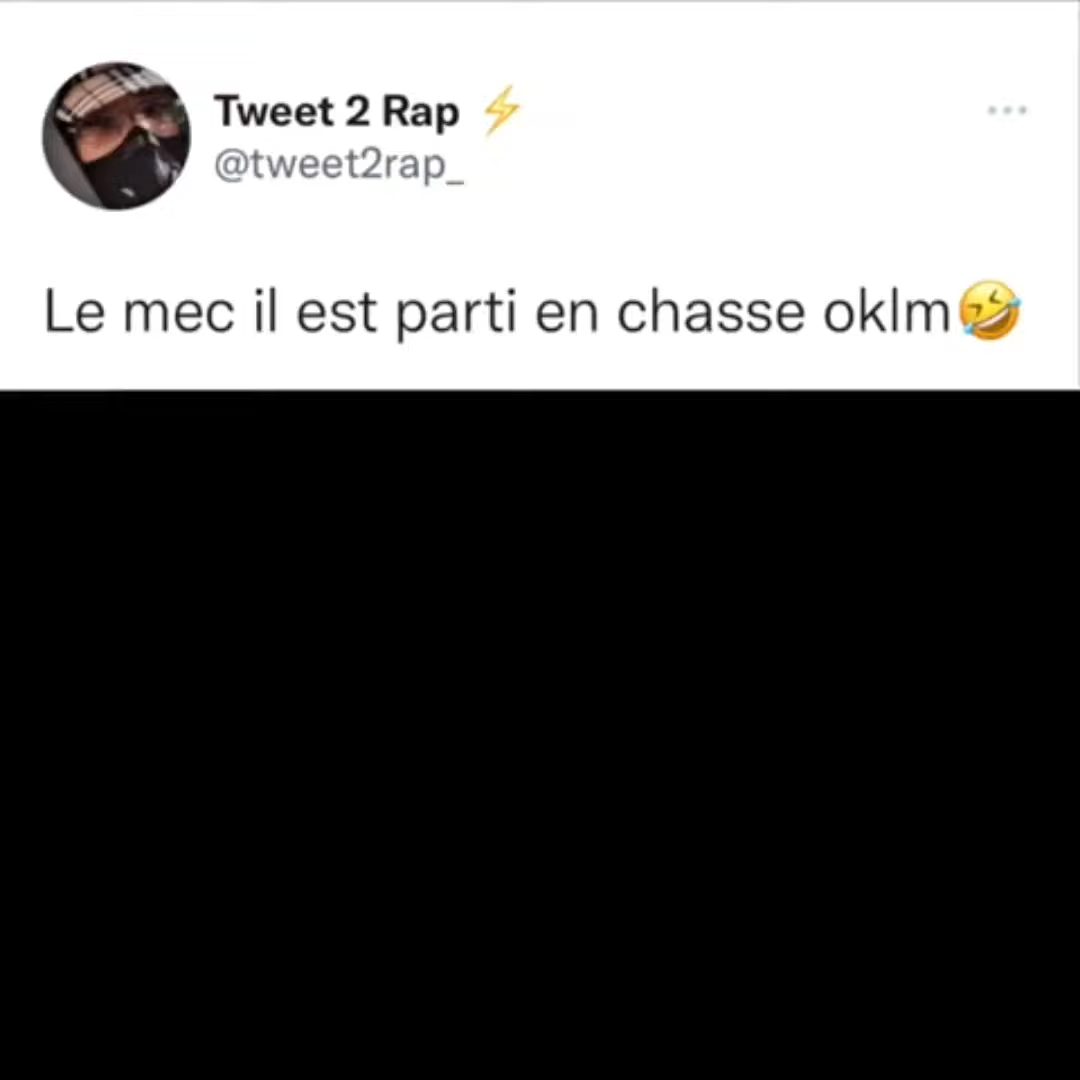 Tweet 2 Rap ⚡
@tweet2rap_
Le mec il est parti en chasse oklm🤣